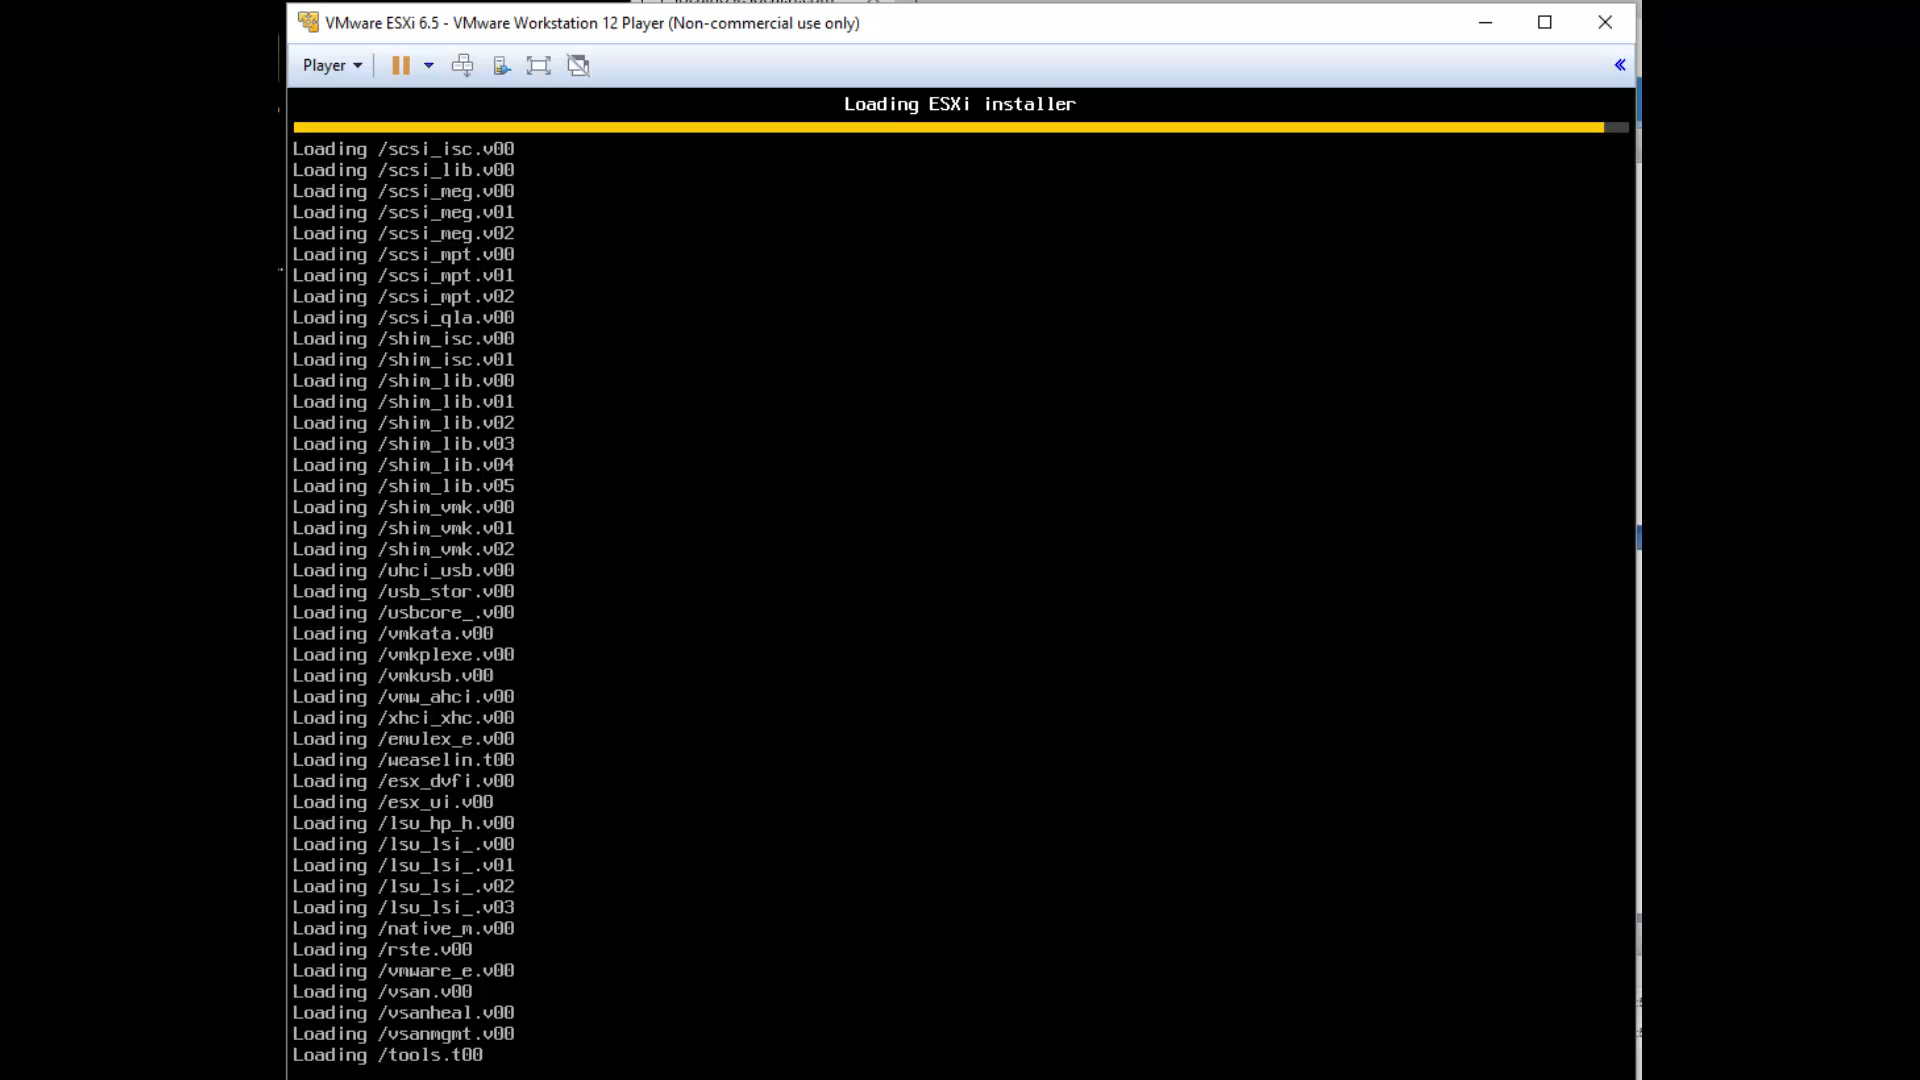 VMware ESXi 6.5 - VMware Workstation 12 Player (Non-commercial use only)
Player
Loading ESXi installer
Loading /scsi_isc.v00
Loading /scsi_lib.v00
Loading /scsi_meg.v00
Loading /scsi_meg.v01
Loading /scsi_meg.v02
Loading /scsi_mpt.v00
Loading /scsi_mpt.v01
Loading /scsi_mpt.v02
Loading /scsi_qla.v00
Loading /shim_isc.v00
Loading /shim_isc.v01
Loading /shim_lib.v00
Loading /shim_lib.v01
Loading /shim_lib.v02
Loading /shim_lib.v03
Loading /shim_lib.v04
Loading /shim_lib.v05
Loading /shim_vmk.v00
Loading /shim_vmk.v01
Loading /shim_vmk.v02
Loading /uhci_usb.v00
Loading /usb_stor.v00
Loading /usbcore_.v00
Loading /vmkata.v00
Loading /vmkplexe.v00
Loading /vmkusb.v00
Loading /vmw_ahci.v00
Loading /xhci_xhc.v00
Loading /emulex_e.v00
Loading /weaselin.t00
Loading /esx_dvfi.v00
Loading /esx_ui.v00
Loading /lsu_hp_h.v00
Loading /lsu_lsi_.v00
Loading /lsu_lsi_.v01
Loading /lsu_lsi_.v02
Loading /lsu_lsi_.v03
Loading /native_m.v00
Loading /rste.v00
Loading /vmware_e.v00
Loading /vsan.v00
Loading /vsanheal.v00
Loading /vsanmgmt.v00
Loading /tools.t00